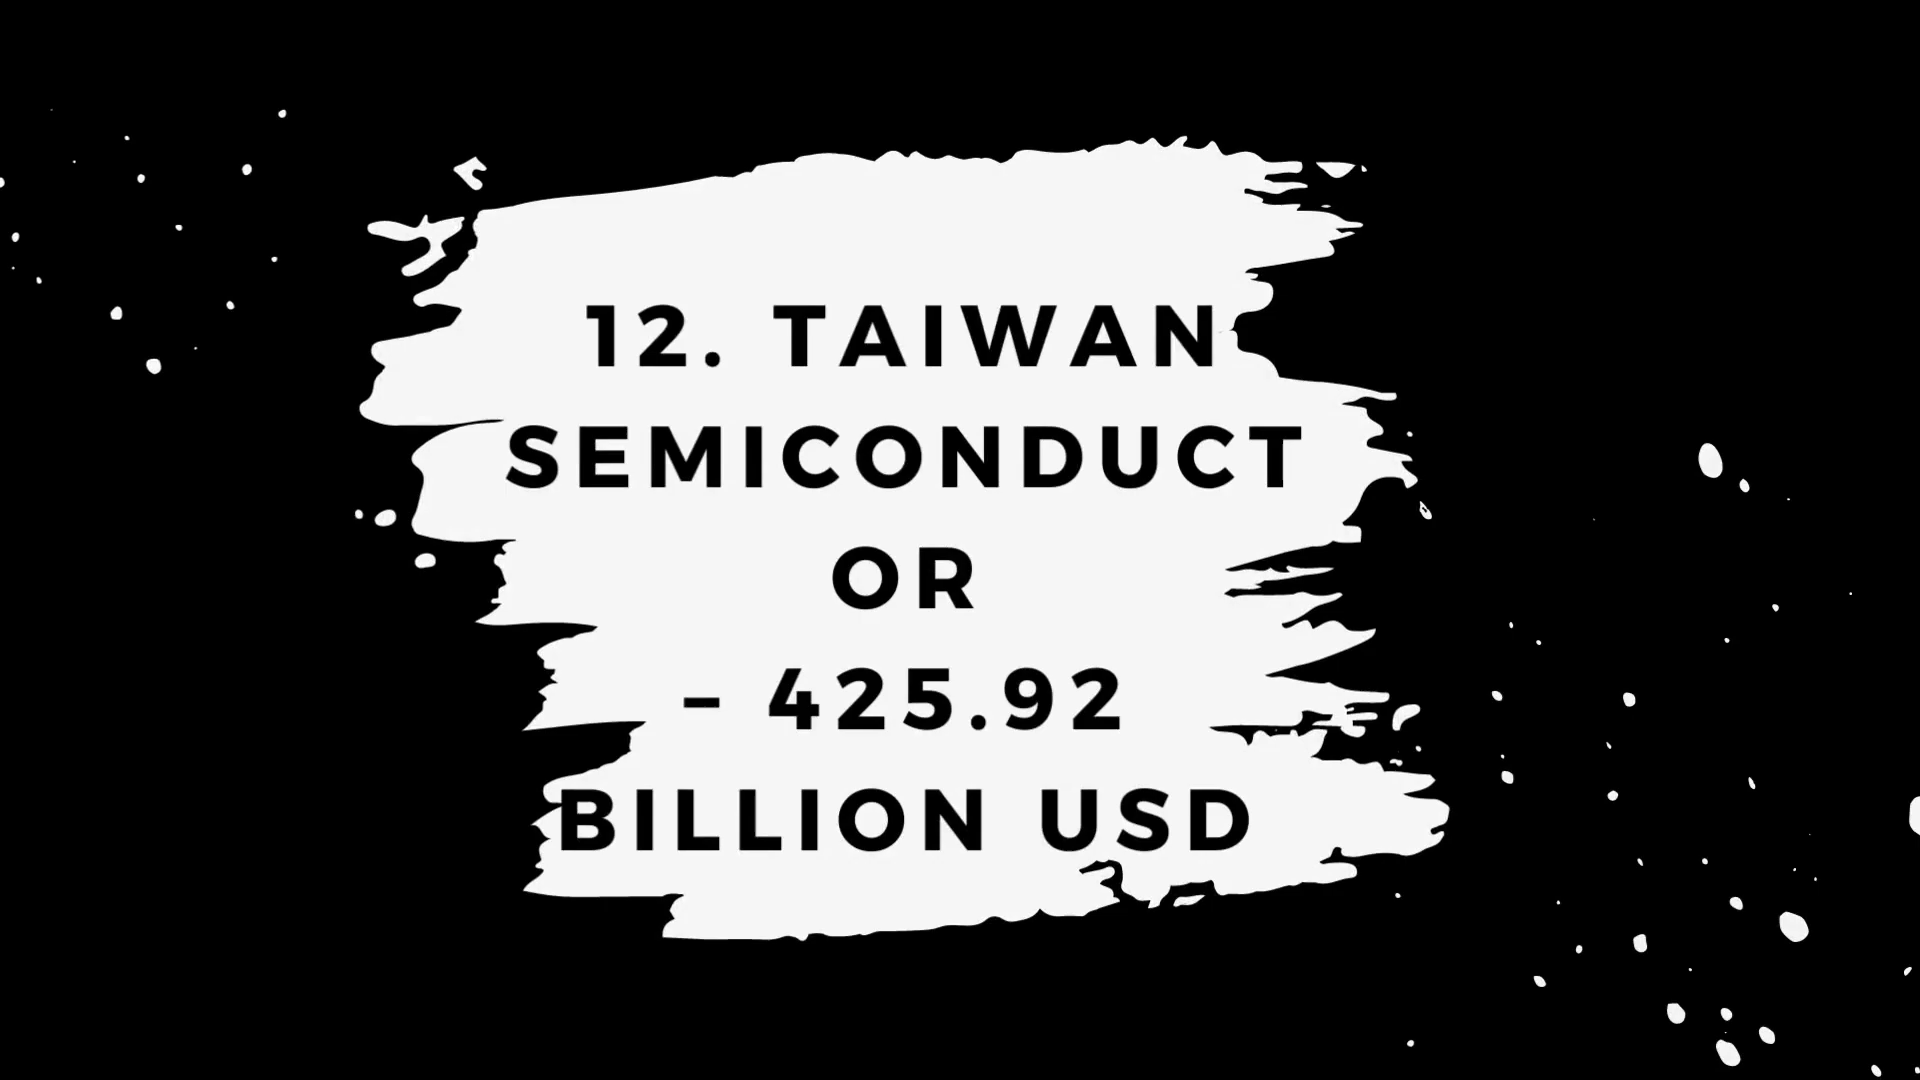 12. TAIWAN
SEMICONDUCT
OR
– 425.92
BILLION USD